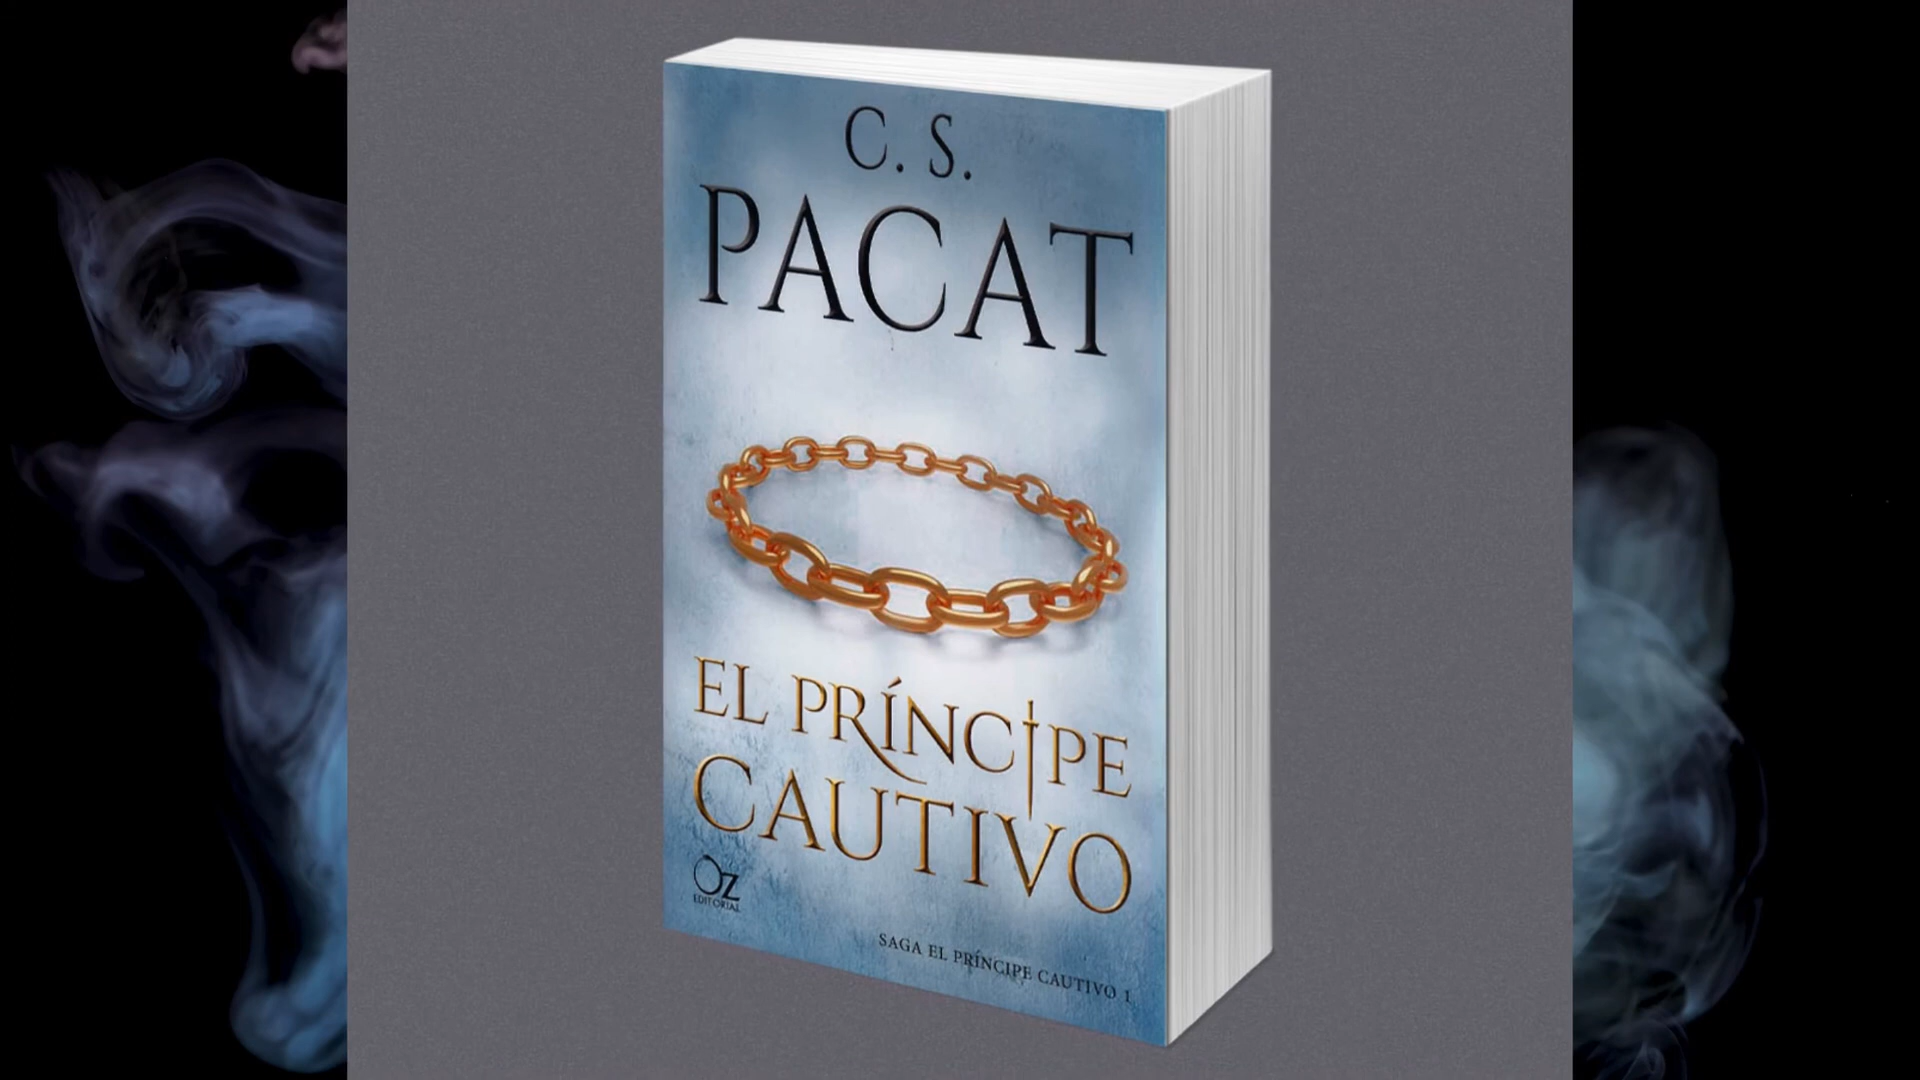 C. S.
PACAT
EL PRÍNCIPE
CAUTIVO
OZ
EDITORIAL
SAGA EL PRÍNCIPE CAUTIVO 1